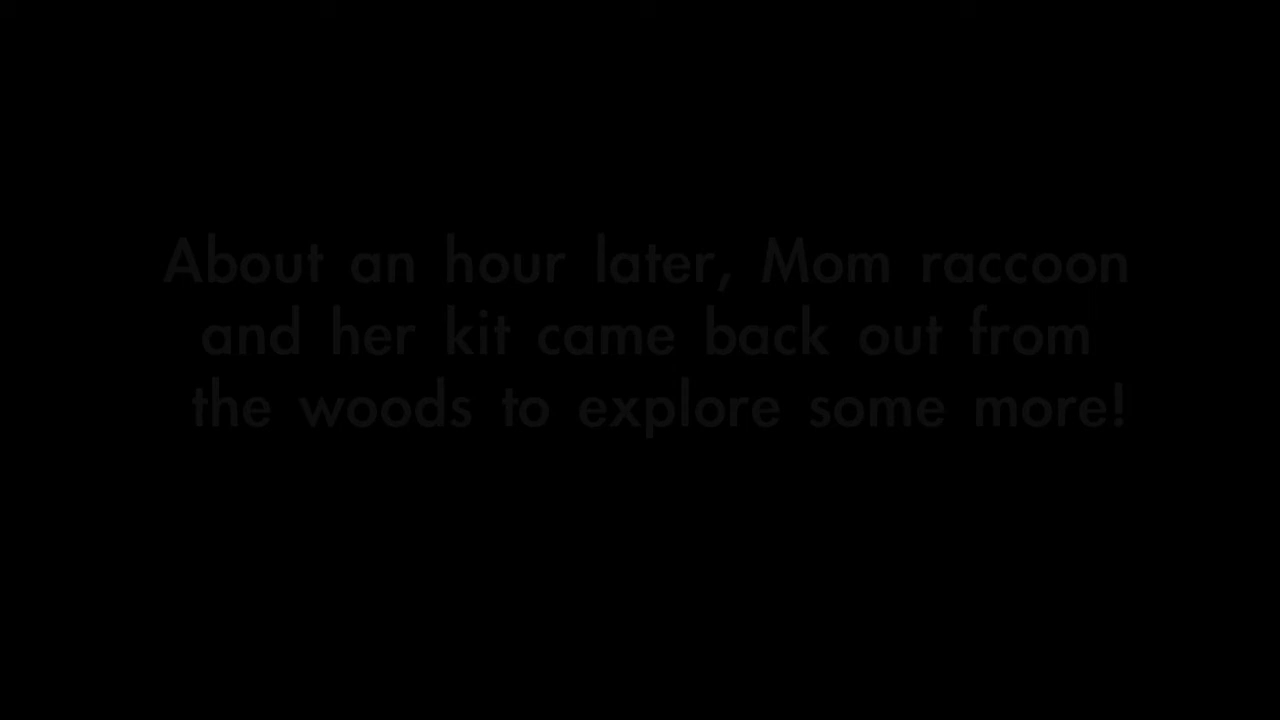 About an hour later, Mom raccoon
and her kit came back out from
the woods to explore some more!